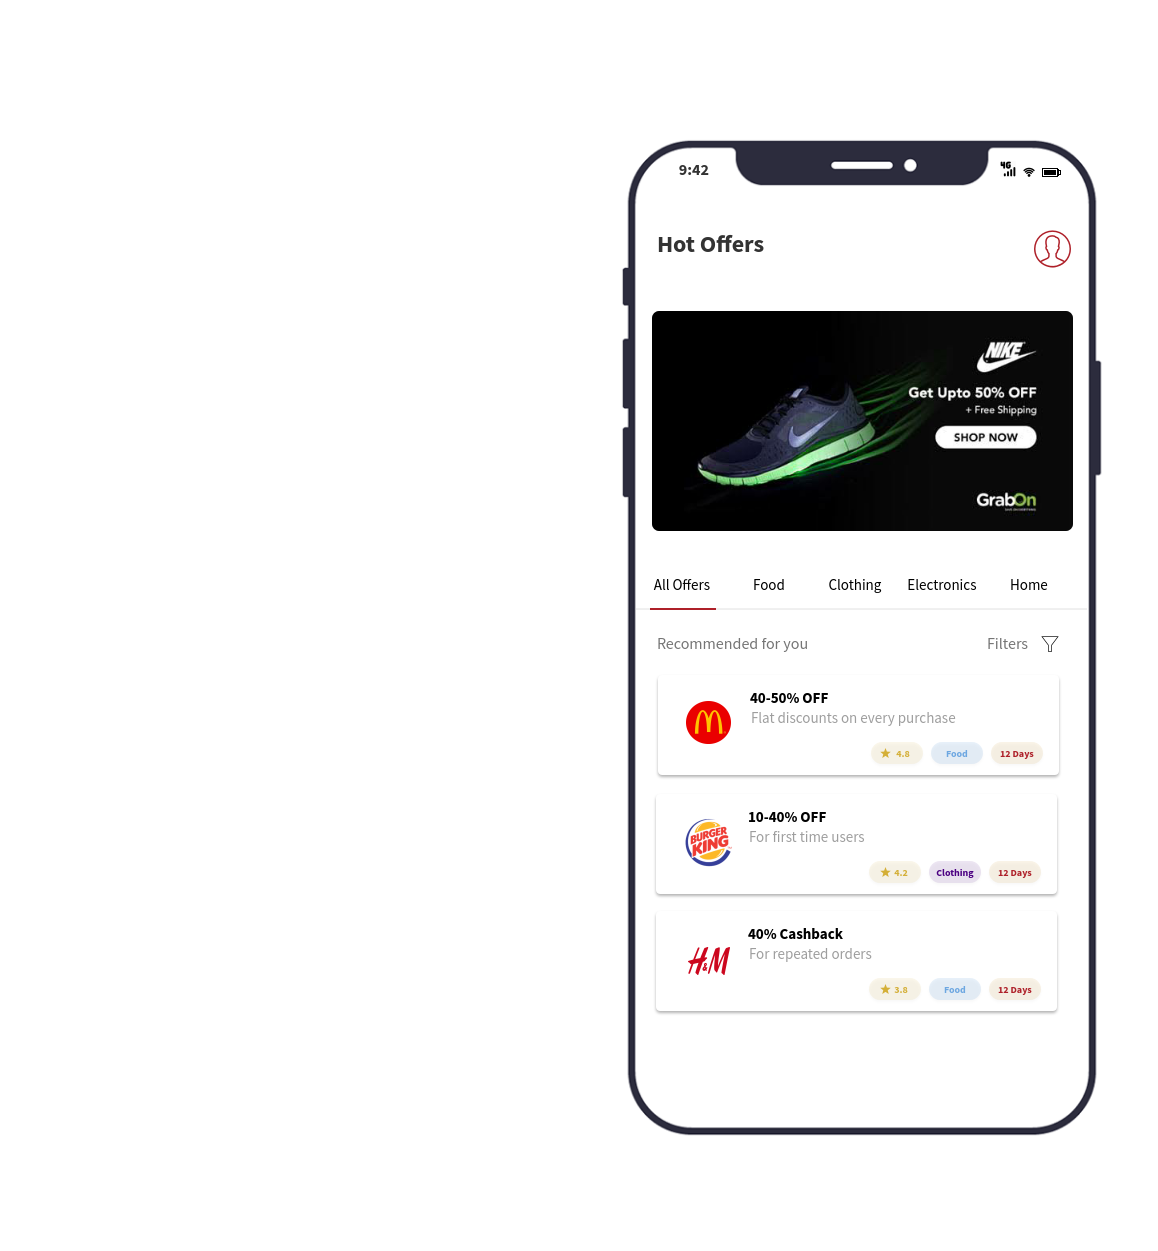 9:42
4G
Hot Offers
NIKE
Get Upto 50% OFF
+ Free Shipping
SHOP NOW
GrabOn
All Offers Food Clothing Electronics Home
Recommended for you Filters
40-50% OFF
Flat discounts on every purchase
4.8 Food 12 Days
BURGER
KING
10-40% OFF
For first time users
4.2 Clothing 12 Days
H&M
40% Cashback
For repeated orders
3.8 Food 12 Days